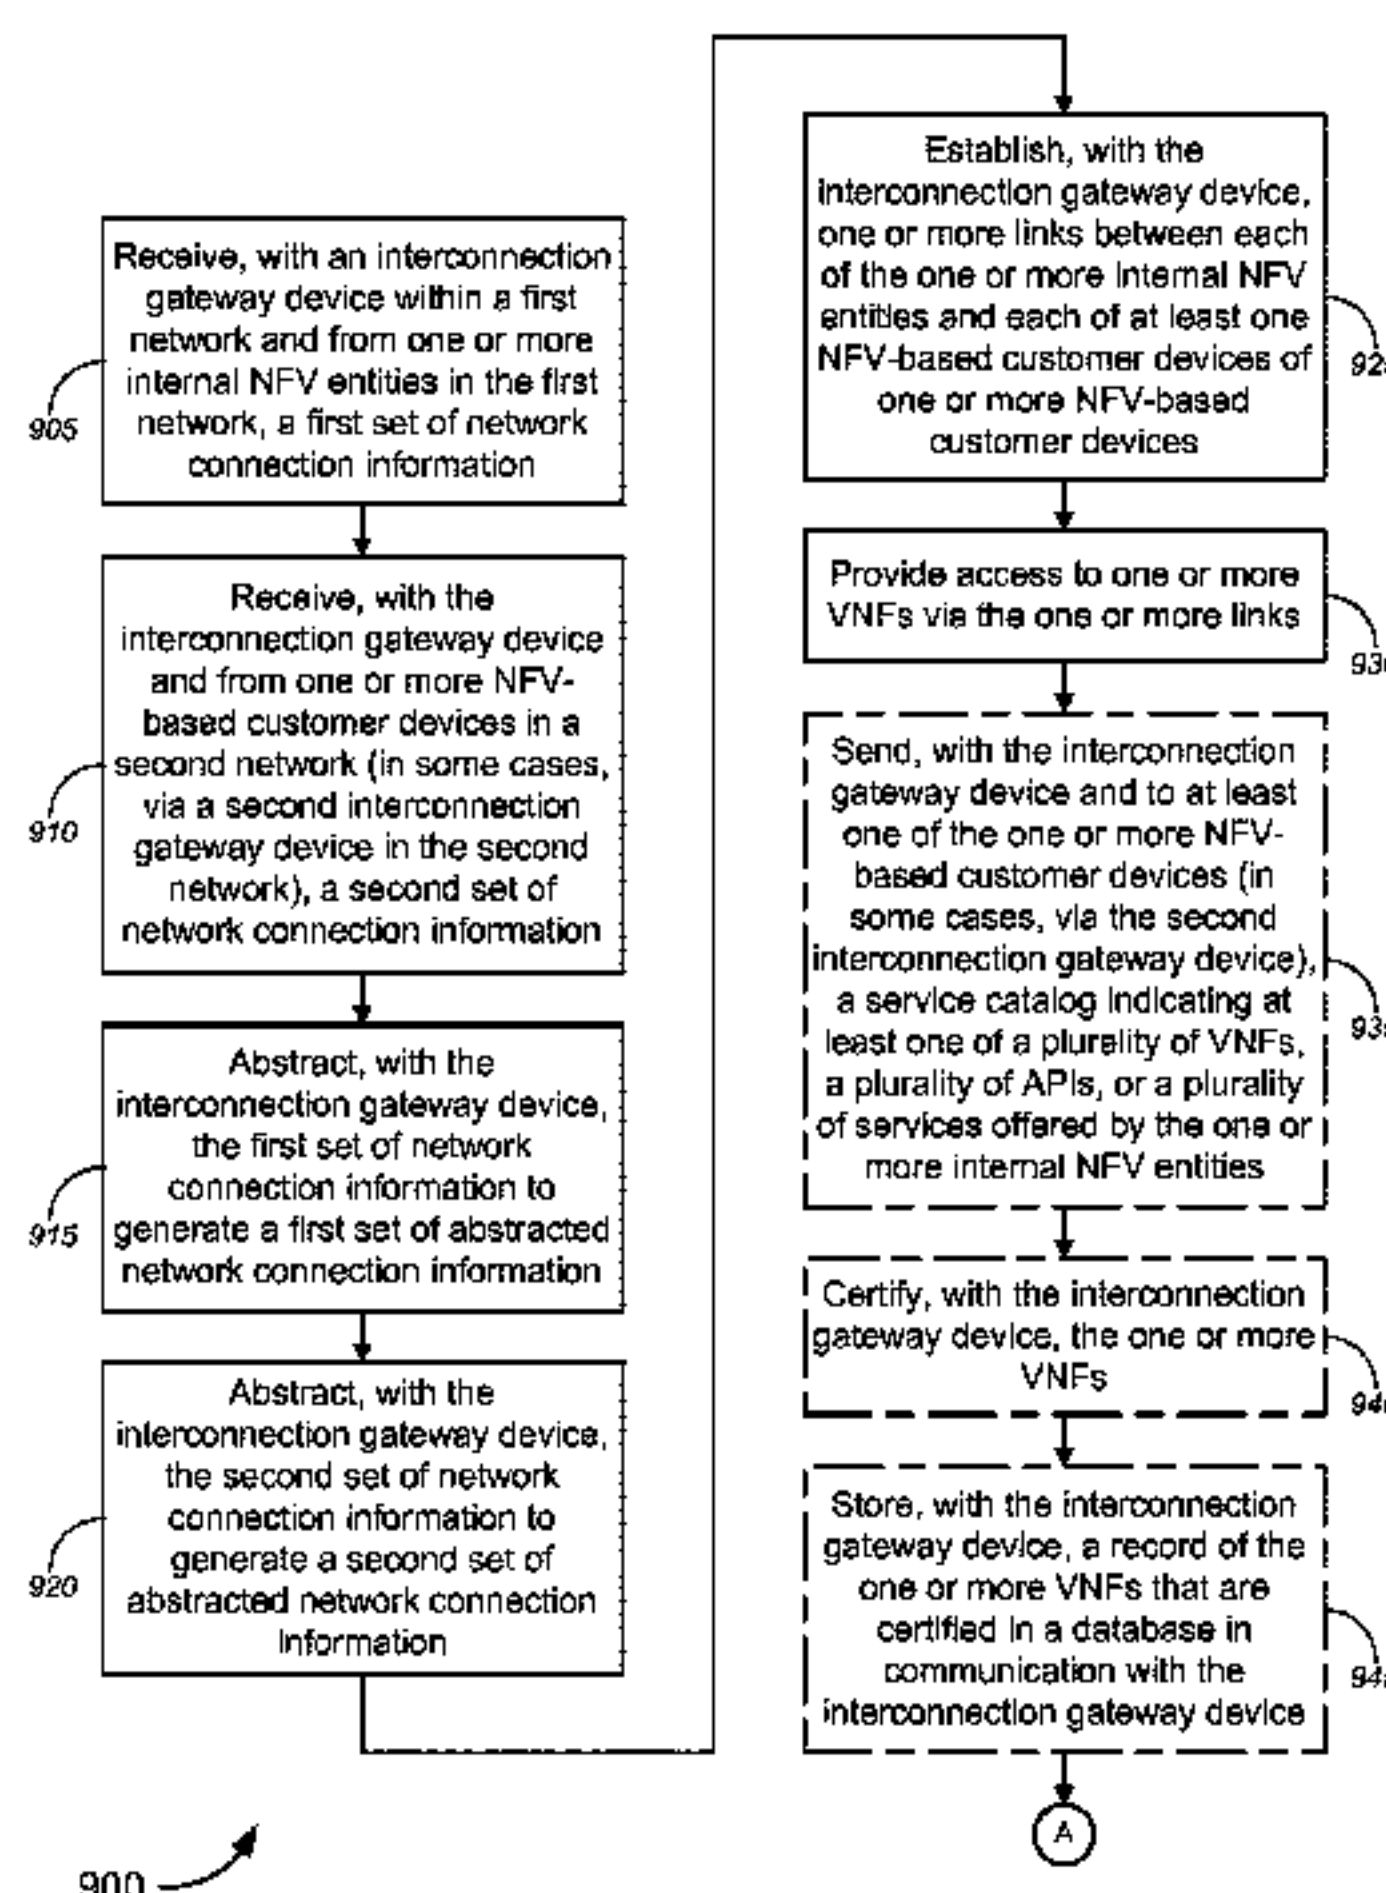 Receive, with an interconnection
gateway device within a first
network and from one or more
internal NFV entities in the first
network, a first set of network
connection information
905
Receive, with the
interconnection gateway device
and from one or more NFV-
based customer devices in a
second network (in some cases,
via a second interconnection
gateway device in the second
network), a second set of
network connection information
910
Abstract, with the
interconnection gateway device,
the first set of network
connection information to
generate a first set of abstracted
network connection information
915
Abstract, with the
interconnection gateway device,
the second set of network
connection information to
generate a second set of
abstracted network connection
information
920
Establish, with the
interconnection gateway device,
one or more links between each
of the one or more internal NFV
entities and each of at least one
NFV-based customer devices of
one or more NFV-based
customer devices
Provide access to one or more
VNFs via the one or more links
Send, with the interconnection
gateway device and to at least
one of the one or more NFV-
based customer devices (in
some cases, via the second
interconnection gateway device),
a service catalog indicating at
least one of a plurality of VNFs,
a plurality of APIs, or a plurality
of services offered by the one or
more internal NFV entities
Certify, with the interconnection
gateway device, the one or more
VNFs
Store, with the interconnection
gateway device, a record of the
one or more VNFs that are
certified in a database in
communication with the
interconnection gateway device
A
900